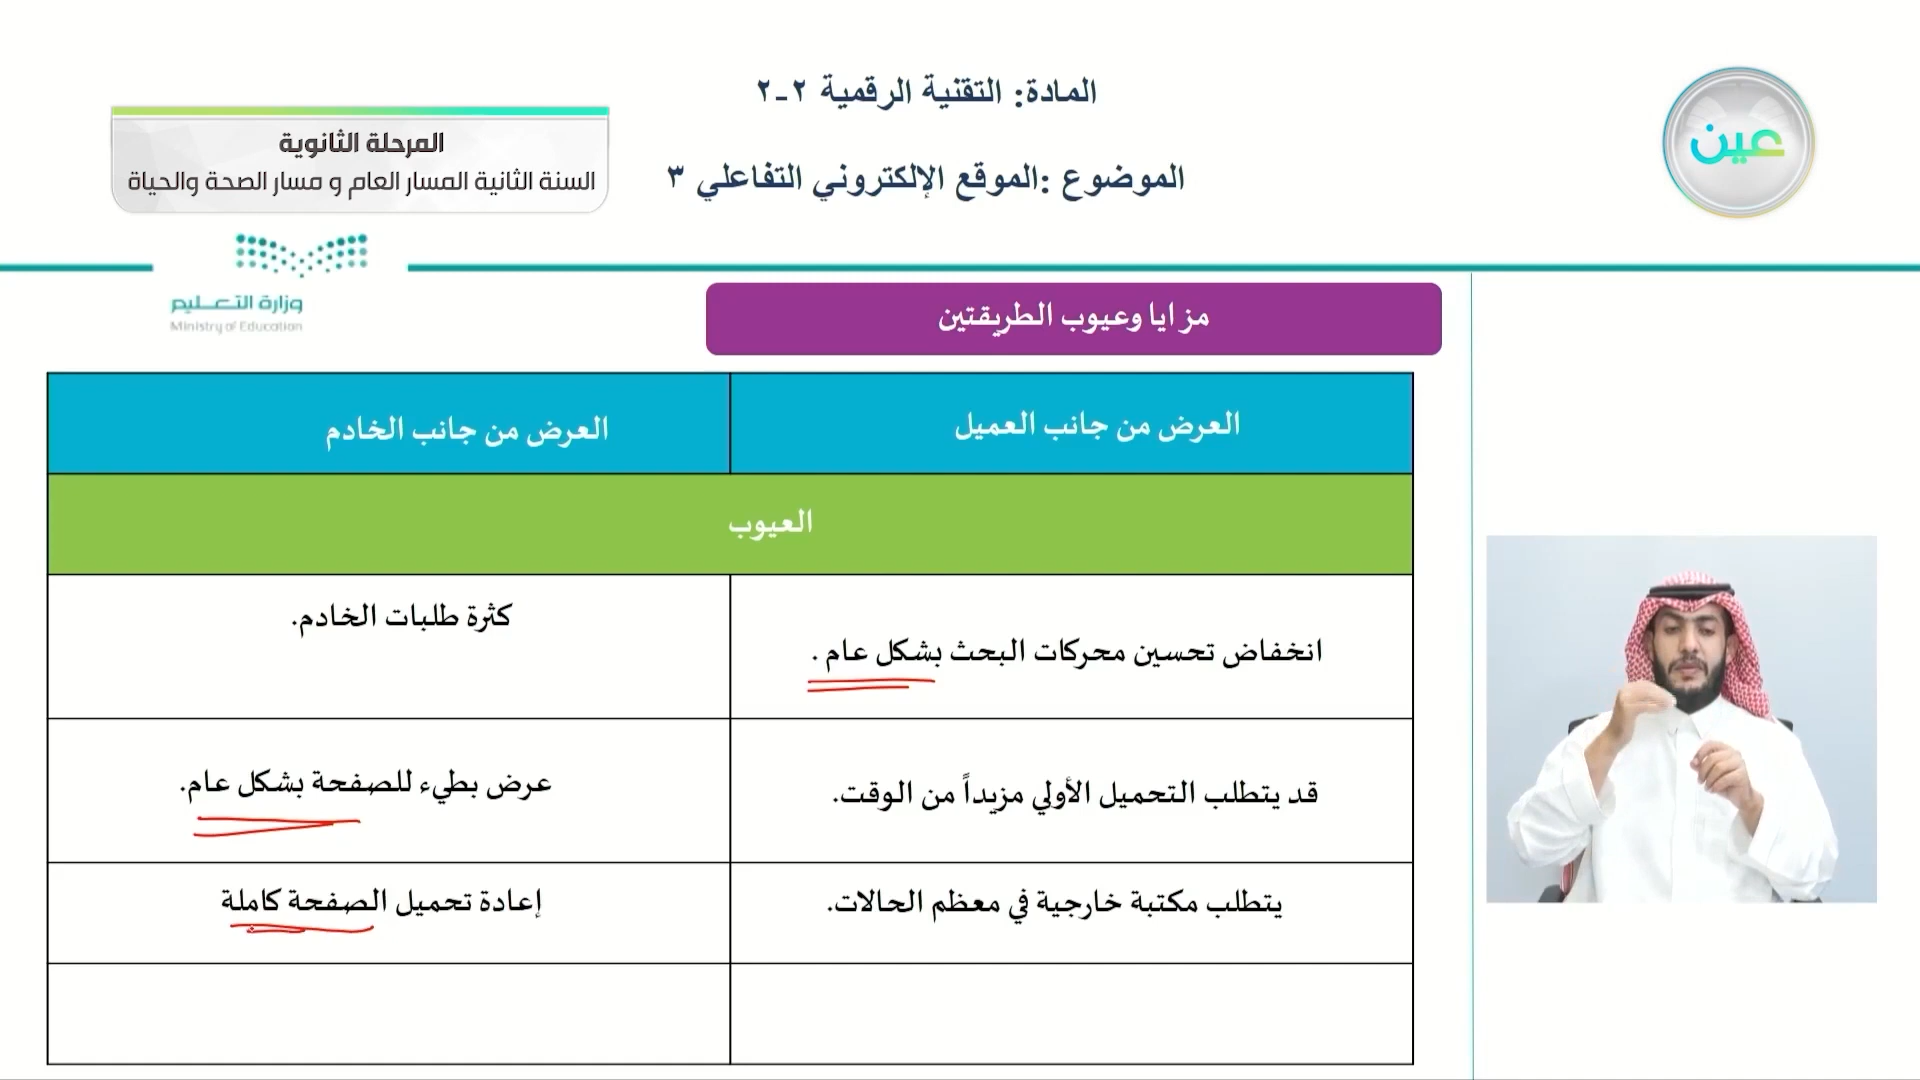 المادة: التقنية الرقمية ٢-٢
الموضوع :الموقع الإلكتروني التفاعلي ٣
عين
المرحلة الثانوية
السنة الثانية المسار العام و مسار الصحة والحياة
وزارة التعليم
Ministry of Education
مزايا وعيوب الطريقتين
العرض من جانب العميل
العرض من جانب الخادم
العيوب
انخفاض تحسين محركات البحث بشكل عام .
كثرة طلبات الخادم.
قد يتطلب التحميل الأولي مزيداً من الوقت.
عرض بطيء للصفحة بشكل عام.
يتطلب مكتبة خارجية في معظم الحالات.
إعادة تحميل الصفحة كاملة